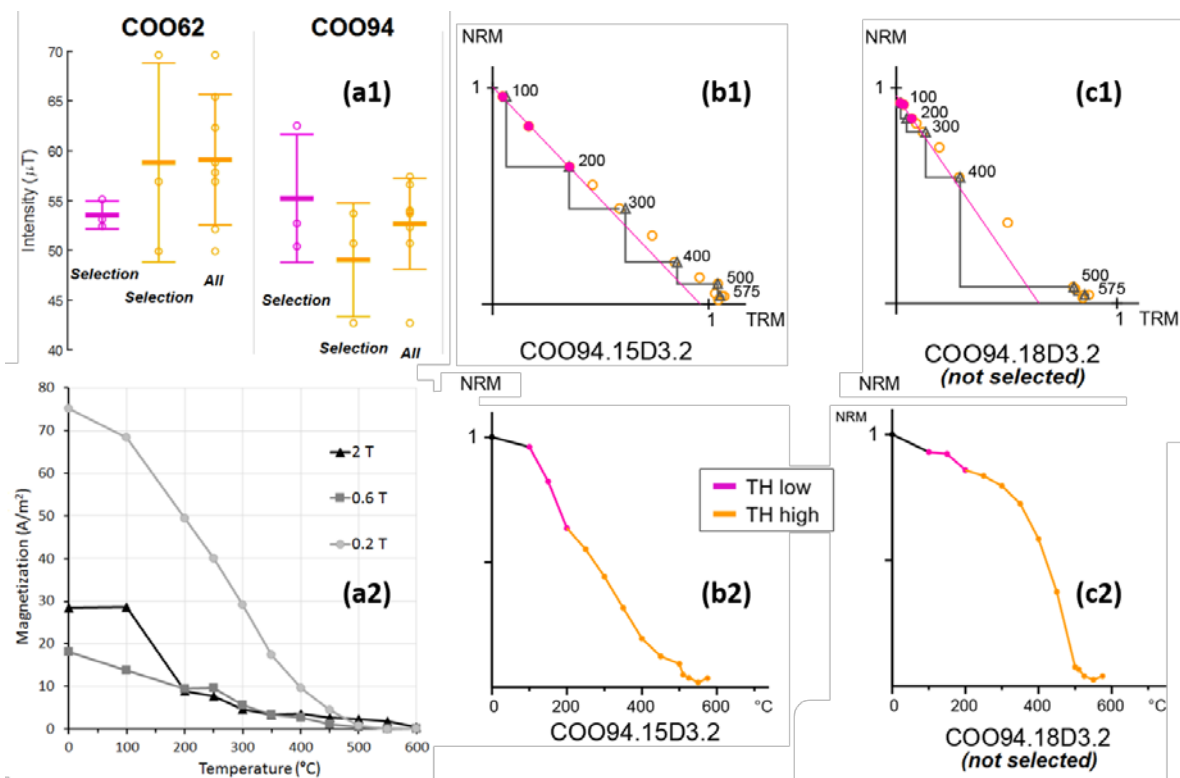 COO62 COO94
(a1)
Intensity (μT)
70
65
60
55
50
45
40
Selection
Selection
All
Selection
Selection
All
NRM
(b1)
1
100
200
300
400
500
575
1
TRM
COO94.15D3.2
NRM
(c1)
1
100
200
300
400
500
575
1
TRM
COO94.18D3.2
(not selected)
(a2)
Magnetization (A/m²)
80
70
60
50
40
30
20
10
0
2 T
0.6 T
0.2 T
0 100 200 300 400 500 600
Temperature (°C)
NRM
1
(b2)
TH low
TH high
0 200 400 600 °C
COO94.15D3.2
NRM
NRM
1
(c2)
0 200 400 600 °C
COO94.18D3.2
(not selected)